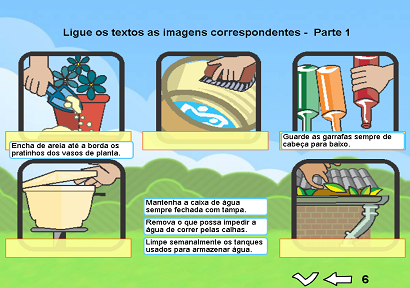 Ligue os textos as imagens correspondentes - Parte 1
Encha de areia até a borda os
pratinhos dos vasos de planta.
Guarde as garrafas sempre de
cabeça para baixo.
Mantenha a caixa de água
sempre fechada com tampa.
Remova o que possa impedir a
água de correr pelas calhas.
Limpe semanalmente os tanques
usados para armazenar água.
6